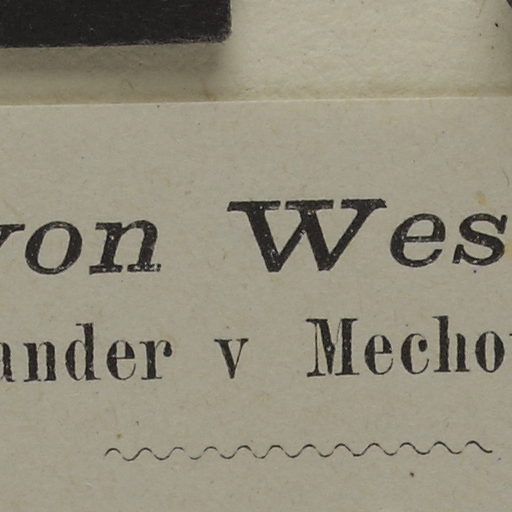 von Wes
ander v Mecho